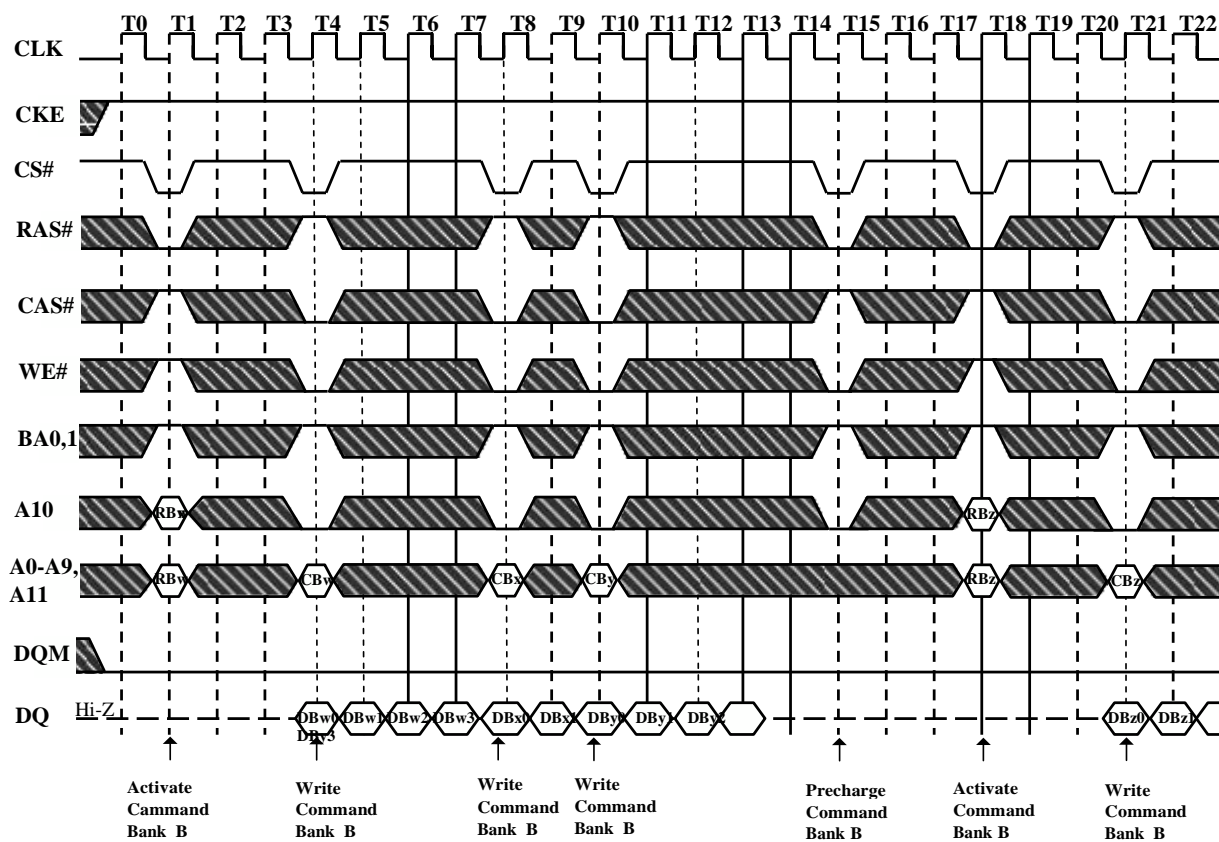 T0 T1 T2 T3 T4 T5 T6 T7 T8 T9 T10 T11 T12 T13 T14 T15 T16 T17 T18 T19 T20 T21 T22
CLK
CKE
CS#
RAS#
CAS#
WE#
BA0,1
A10 RBw RBz
A0-A9,
A11 RBw CBw CBx CBy RBz CBz
DQM
DQ Hi-Z DBw0 DBw1 DBw2 DBw3 DBx0 DBx1 DBy0 DBy1 DBy2 DBz0 DBz1
DBy3
Activate
Cammand
Bank B
Write
Command
Bank B
Write
Command
Bank B
Write
Command
Bank B
Precharge
Command
Bank B
Activate
Command
Bank B
Write
Command
Bank B